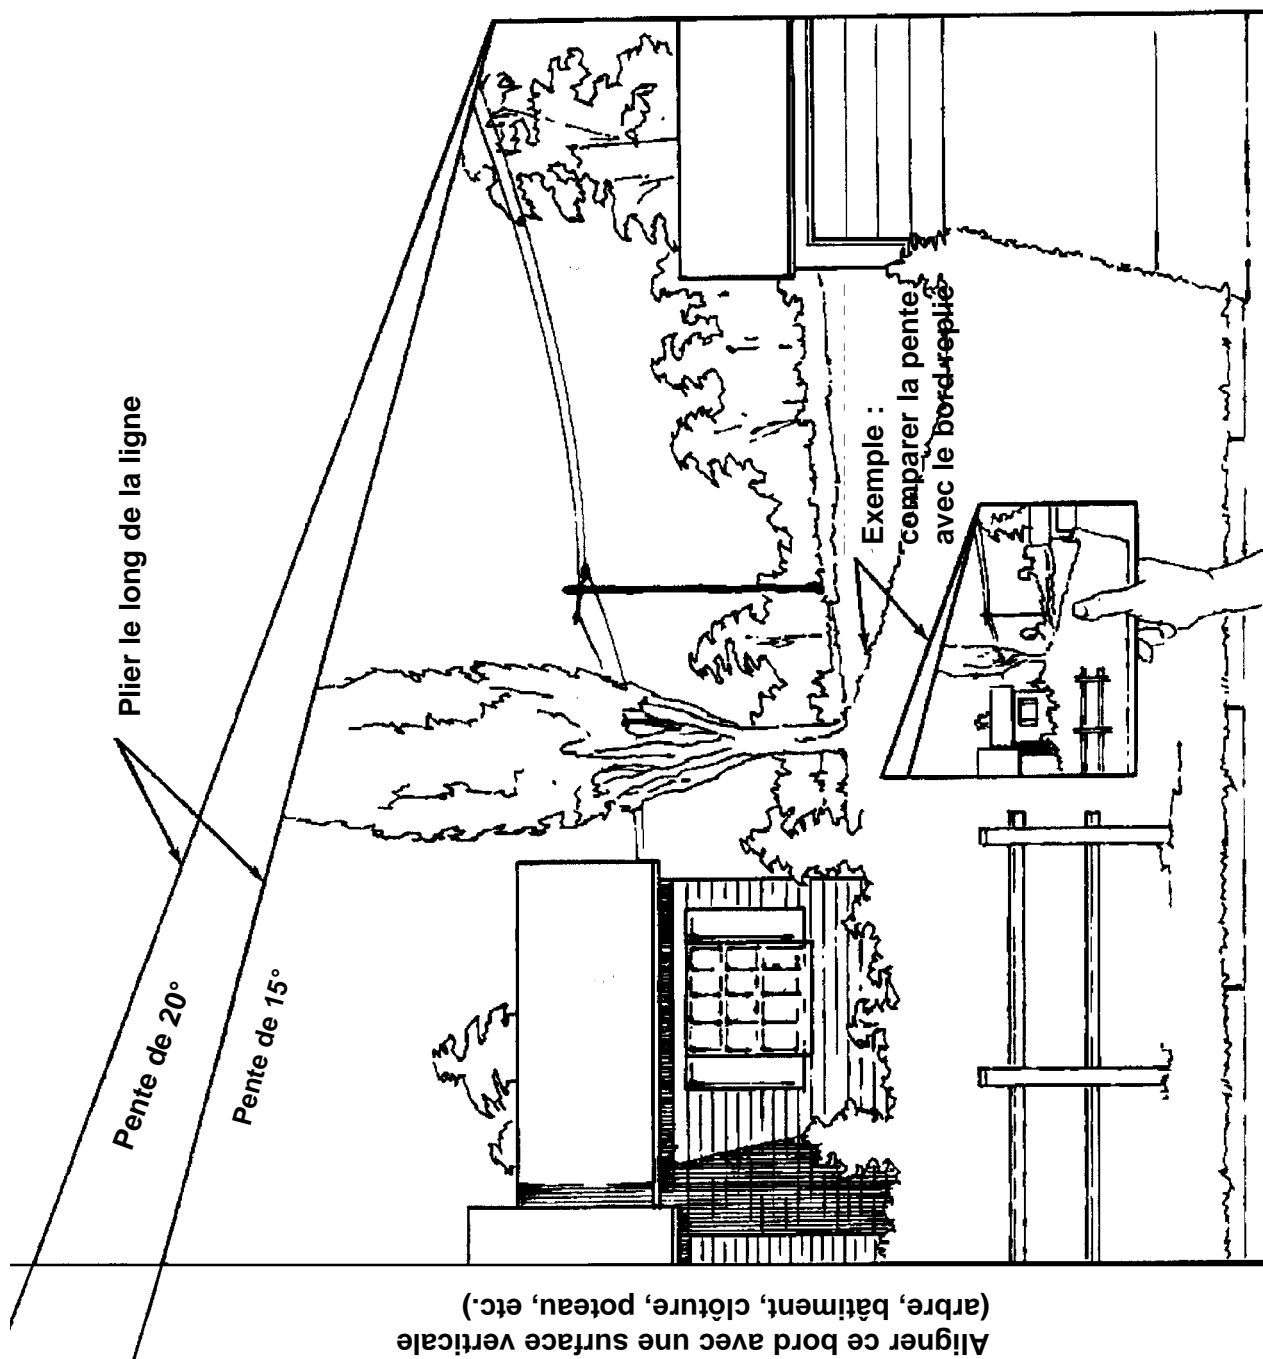 Plier le long de la ligne
Pente de 20°
Pente de 15°
Exemple :
comparer la pente
avec le bord replié
Aligner ce bord avec une surface verticale
(arbre, bâtiment, clôture, poteau, etc.)